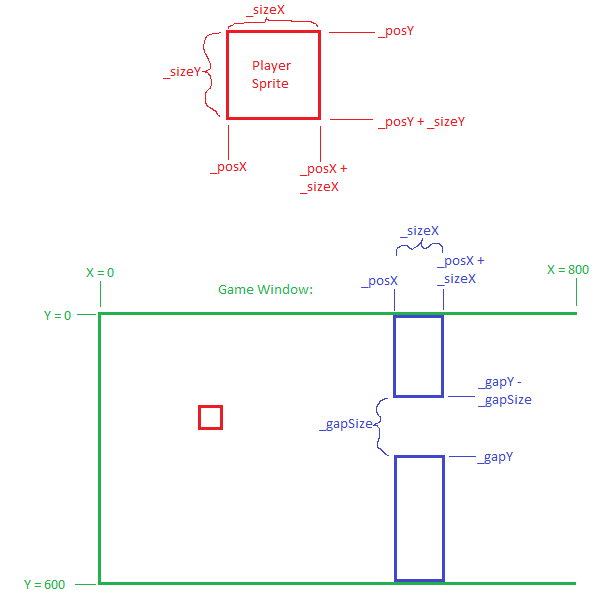 _sizeX
_posY
_sizeY
Player
Sprite
_posY + _sizeY
_posX
_posX +
_sizeX
_sizeX
X = 0
Game Window:
_posX
_posX +
_sizeX
X = 800
Y = 0
_gapY -
_gapSize
_gapSize
_gapY
Y = 600